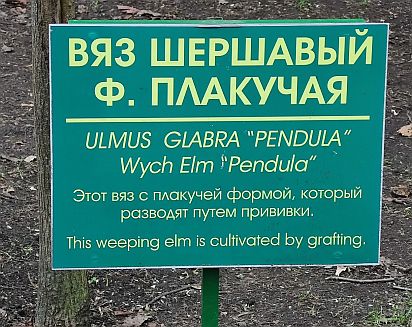 ВЯЗ ШЕРШАВЫЙ
Ф. ПЛАКУЧАЯ
ULMUS GLABRA "PENDULA"
Wych Elm "Pendula"
Этот вяз с плакучей формой, который
разводят путем прививки.
This weeping elm is cultivated by grafting.